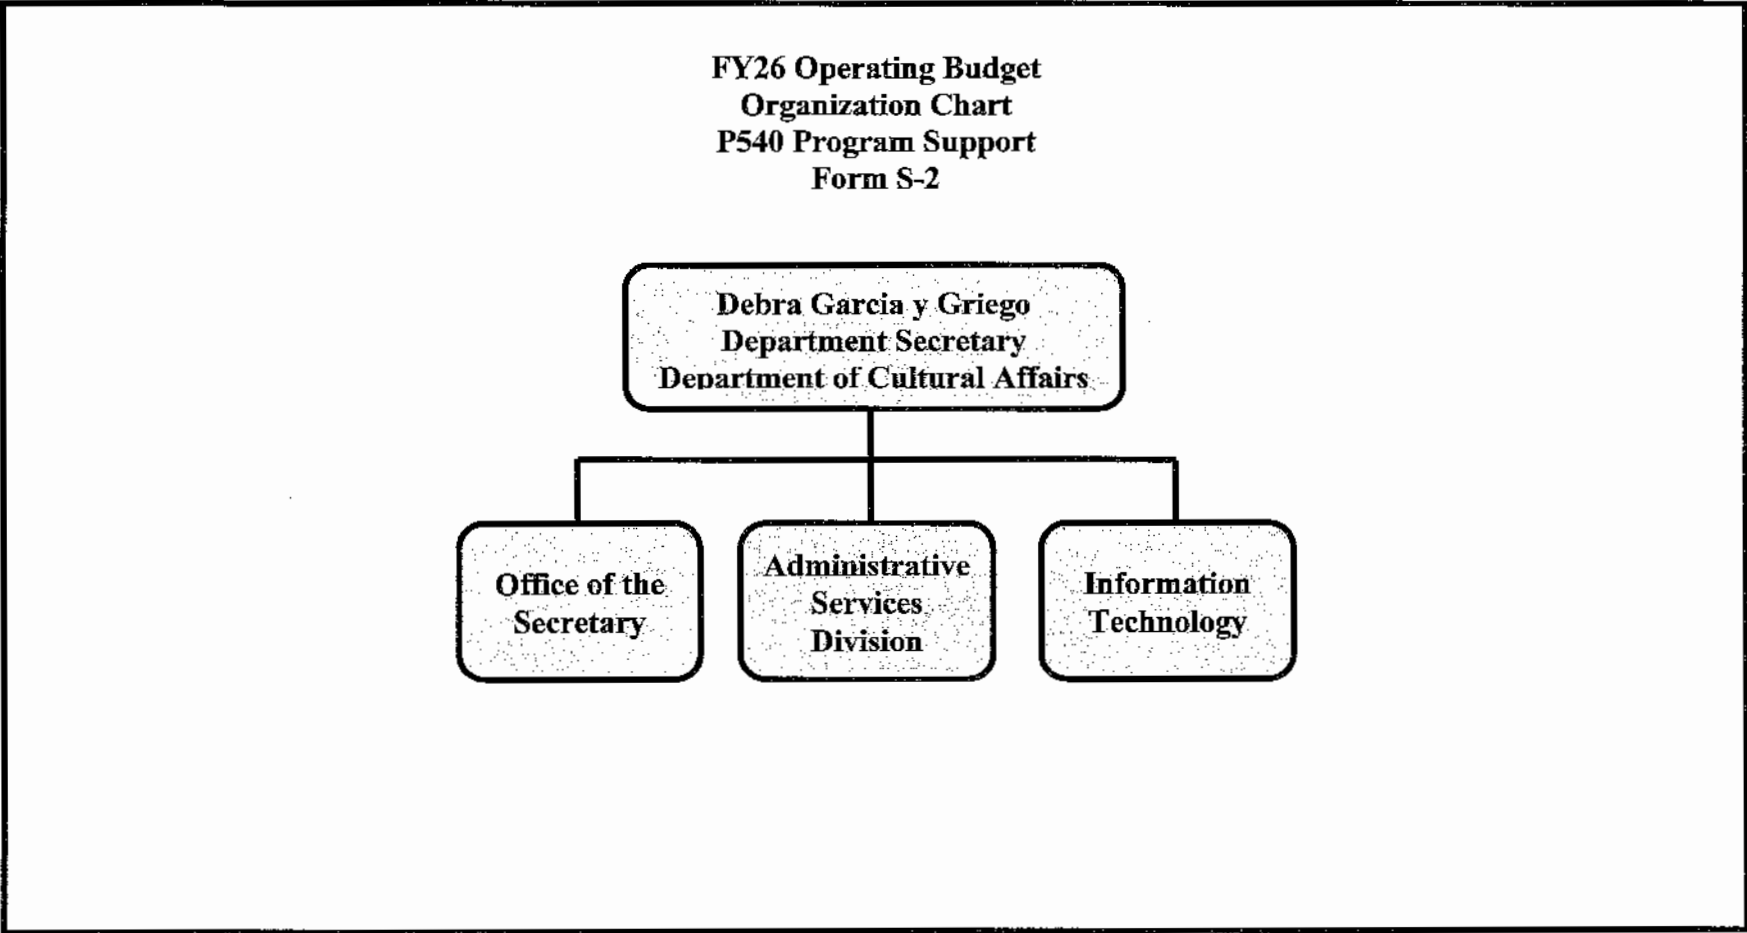 FY26 Operating Budget
Organization Chart
P540 Program Support
Form S-2
Debra Garcia y Griego
Department Secretary
Department of Cultural Affairs
Office of the
Secretary
Administrative
Services
Division
Information
Technology